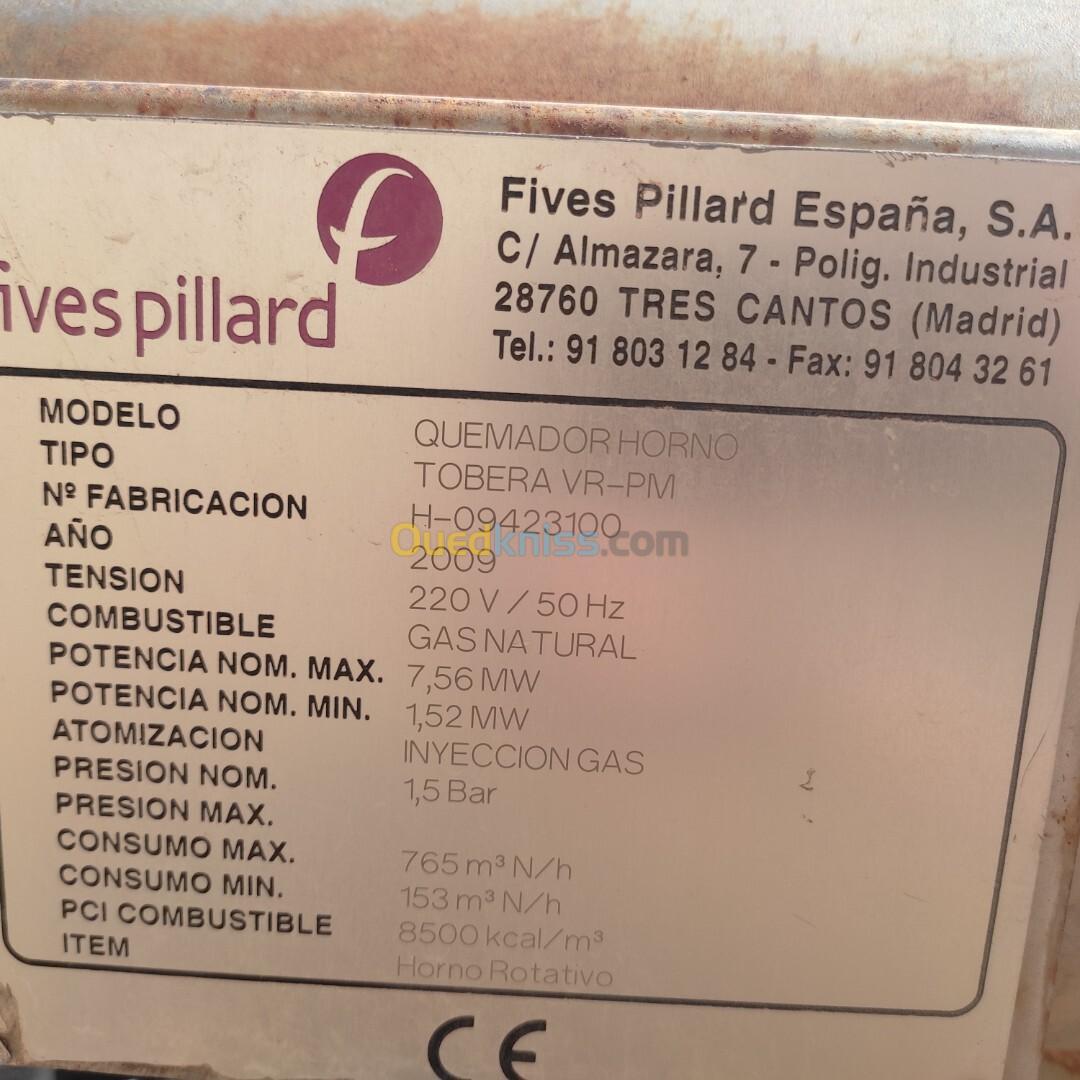 fivespillard
Fives Pillard España, S.A.
C/ Almazara, 7 - Polig. Industrial
28760 TRES CANTOS (Madrid)
Tel.: 91 803 12 84 - Fax: 91 804 32 61
MODELO QUEMADOR HORNO
TIPO TOBERA VR-PM
Nº FABRICACION H-09423100
AÑO 2009
TENSION 220 V / 50 Hz
COMBUSTIBLE GAS NATURAL
POTENCIA NOM. MAX. 7,56 MW
POTENCIA NOM. MIN. 1,52 MW
ATOMIZACION INYECCION GAS
PRESION NOM. 1,5 Bar
PRESION MAX.
CONSUMO MAX. 765 m³ N/h
CONSUMO MIN. 153 m³ N/h
PCI COMBUSTIBLE 8500 kcal/m³
ITEM Horno Rotativo
CE
Ouedkniss.com